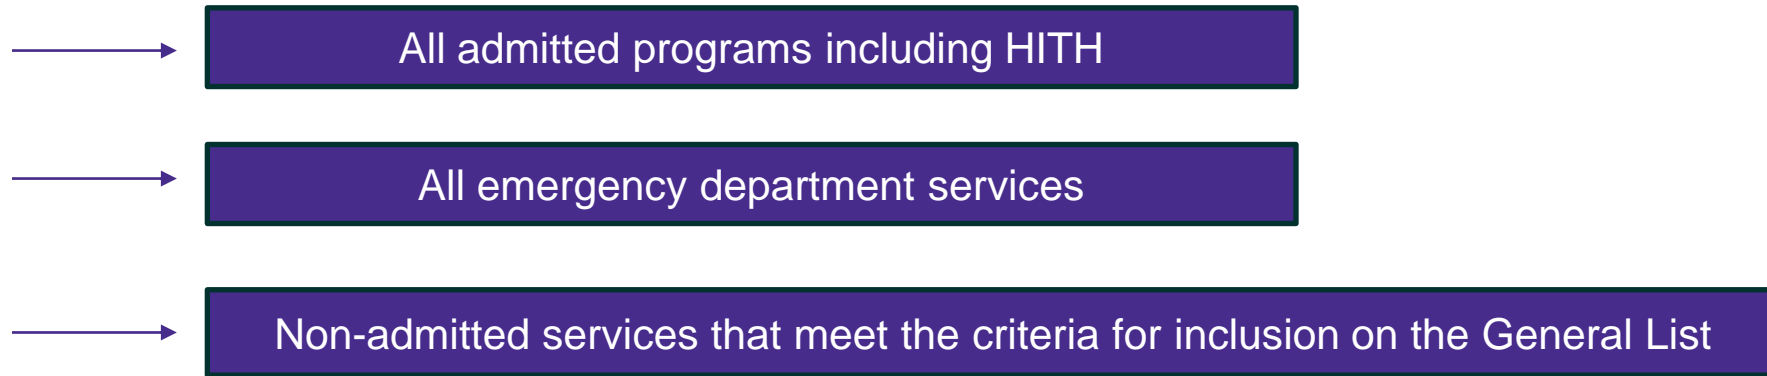 All admitted programs including HITH
All emergency department services
Non-admitted services that meet the criteria for inclusion on the General List